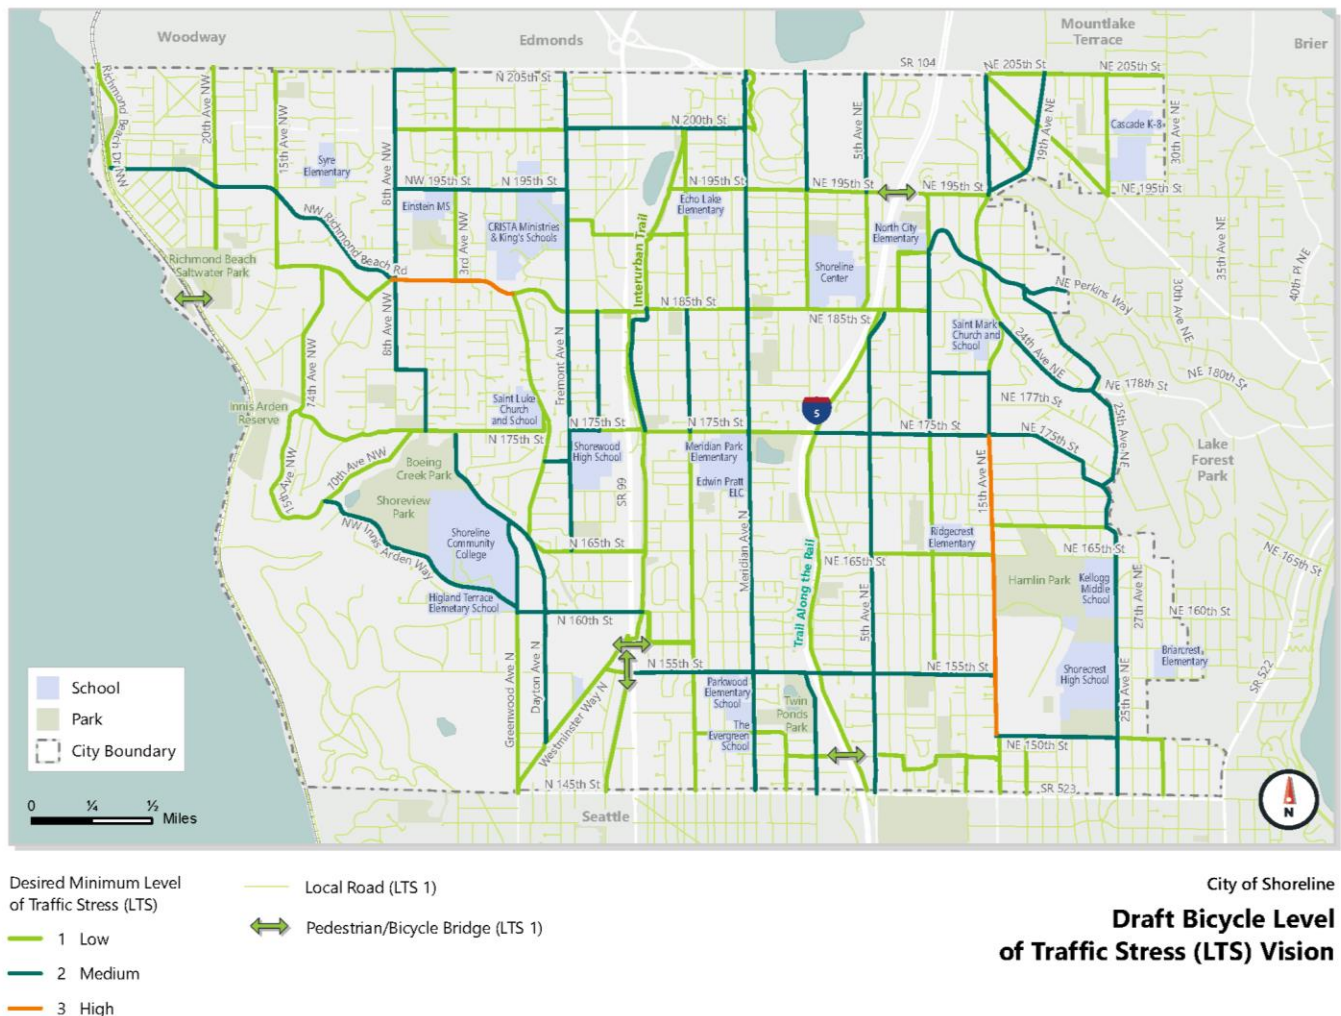 Woodway
Edmonds
Mountlake
Terrace
Brier
SR 104
NE 205th St
NE 205th St
N 205th St
Richmond Beach Dr NW
20th Ave NW
15th Ave NW
8th Ave NW
N 200th St
5th Ave NE
19th Ave NE
Cascade K-8
30th Ave NE
Syre
Elementary
NW 195th St
N 195th St
N 195th St
NE 195th St
NE 195th St
NE 195th St
Einstein MS
3rd Ave NW
CRISTA Ministries
& King's Schools
Echo Lake
Elementary
North City
Elementary
NW Richmond Beach Rd
Interurban Trail
Richmond Beach
Saltwater Park
Shoreline
Center
35th Ave NE
40th Pl NE
NE Perkins Way
30th Ave NE
N 185th St
NE 185th St
8th Ave NW
Fremont Ave N
Saint Mark
Church and
School
24th Ave NE
14th Ave NW
5
NE 180th St
NE 178th St
NE 177th St
Innis Arden
Reserve
Saint Luke
Church
and School
N 175th St
N 175th St
N 175th St
NE 175th St
NE 175th St
25th Ave NE
Lake
Forest
Park
Shorewood
High School
Meridian Park
Elementary
Edwin Pratt
ELC
15th Ave NW
10th Ave NW
Boeing
Creek Park
Shoreview
Park
SR 99
15th Ave NE
NW Innis Arden Way
Shoreline
Community
College
Meridian Ave N
Ridgecrest
Elementary
N 165th St
NE 165th St
NE 165th St
NE 165th St
Trail Along the Rail
Hamlin Park
Kellogg
Middle
School
5th Ave NE
27th Ave NE
Higland Terrace
Elemetary School
N 160th St
NE 160th St
Greenwood Ave N
Dayton Ave N
N 155th St
NE 155th St
Briarcrest
Elementary
Shorecrest
High School
25th Ave NE
SR 522
Westminster Way N
Parkwood
Elementary
School
Twin
Ponds
Park
The
Evergreen
School
NE 150th St
N 145th St
SR 523
Seattle
School
Park
City Boundary
0 ¼ ½
Miles
N
Desired Minimum Level
of Traffic Stress (LTS)
1 Low
2 Medium
3 High
Local Road (LTS 1)
Pedestrian/Bicycle Bridge (LTS 1)
City of Shoreline
Draft Bicycle Level
of Traffic Stress (LTS) Vision